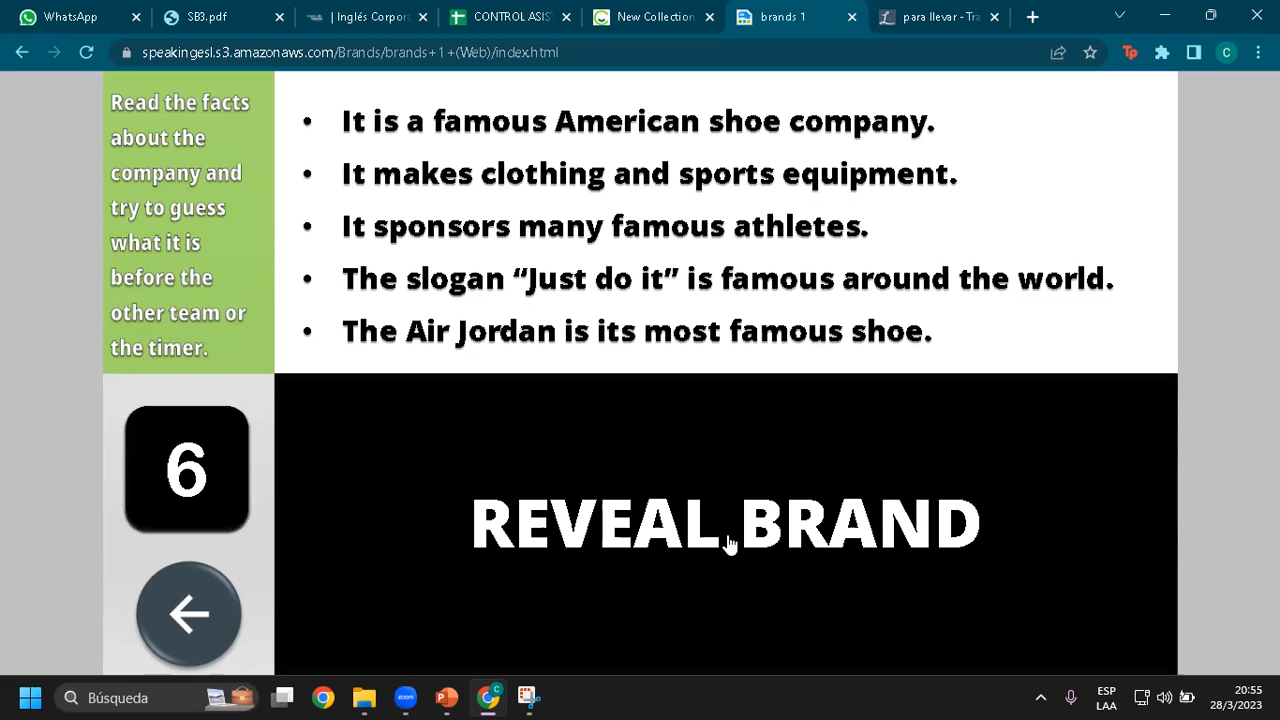 WhatsApp
SB3.pdf
| Inglés Corpora
CONTROL ASIS
New Collection
brands 1
para llevar - Tra
speakingesl.s3.amazonaws.com/Brands/brands+1+(Web)/index.html
C
Read the facts
about the
company and
try to guess
what it is
before the
other team or
the timer.
• It is a famous American shoe company.
• It makes clothing and sports equipment.
• It sponsors many famous athletes.
• The slogan “Just do it” is famous around the world.
• The Air Jordan is its most famous shoe.
6
REVEAL BRAND
Búsqueda
zoom
C
ESP
LAA
20:55
28/3/2023